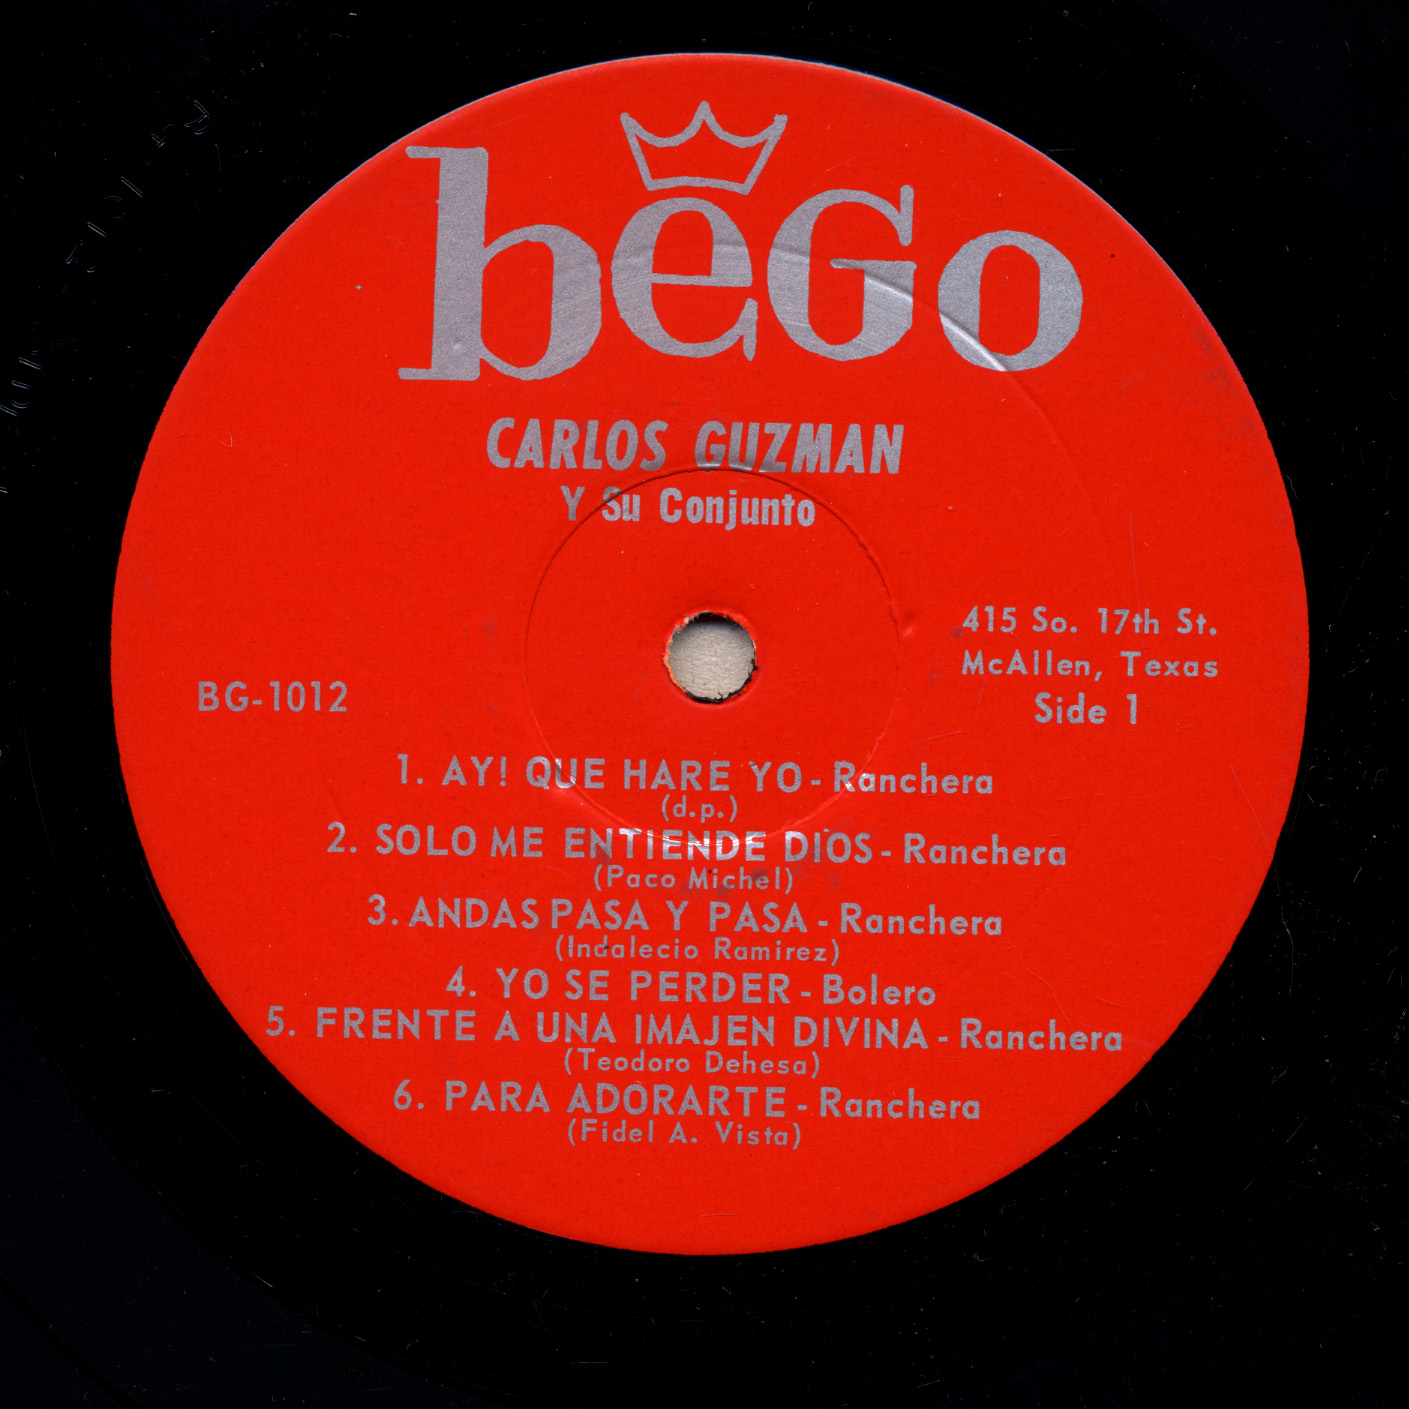 beGo
CARLOS GUZMAN
Y Su Conjunto
415 So. 17th St.
McAllen, Texas
Side 1
BG-1012
1. AY! QUE HARE YO - Ranchera
(d.p.)
2. SOLO ME ENTIENDE DIOS - Ranchera
(Paco Michel)
3. ANDAS PASA Y PASA - Ranchera
(Indalecio Ramirez)
4. YO SE PERDER - Bolero
5. FRENTE A UNA IMAJEN DIVINA - Ranchera
(Teodoro Dehesa)
6. PARA ADORARTE - Ranchera
(Fidel A. Vista)